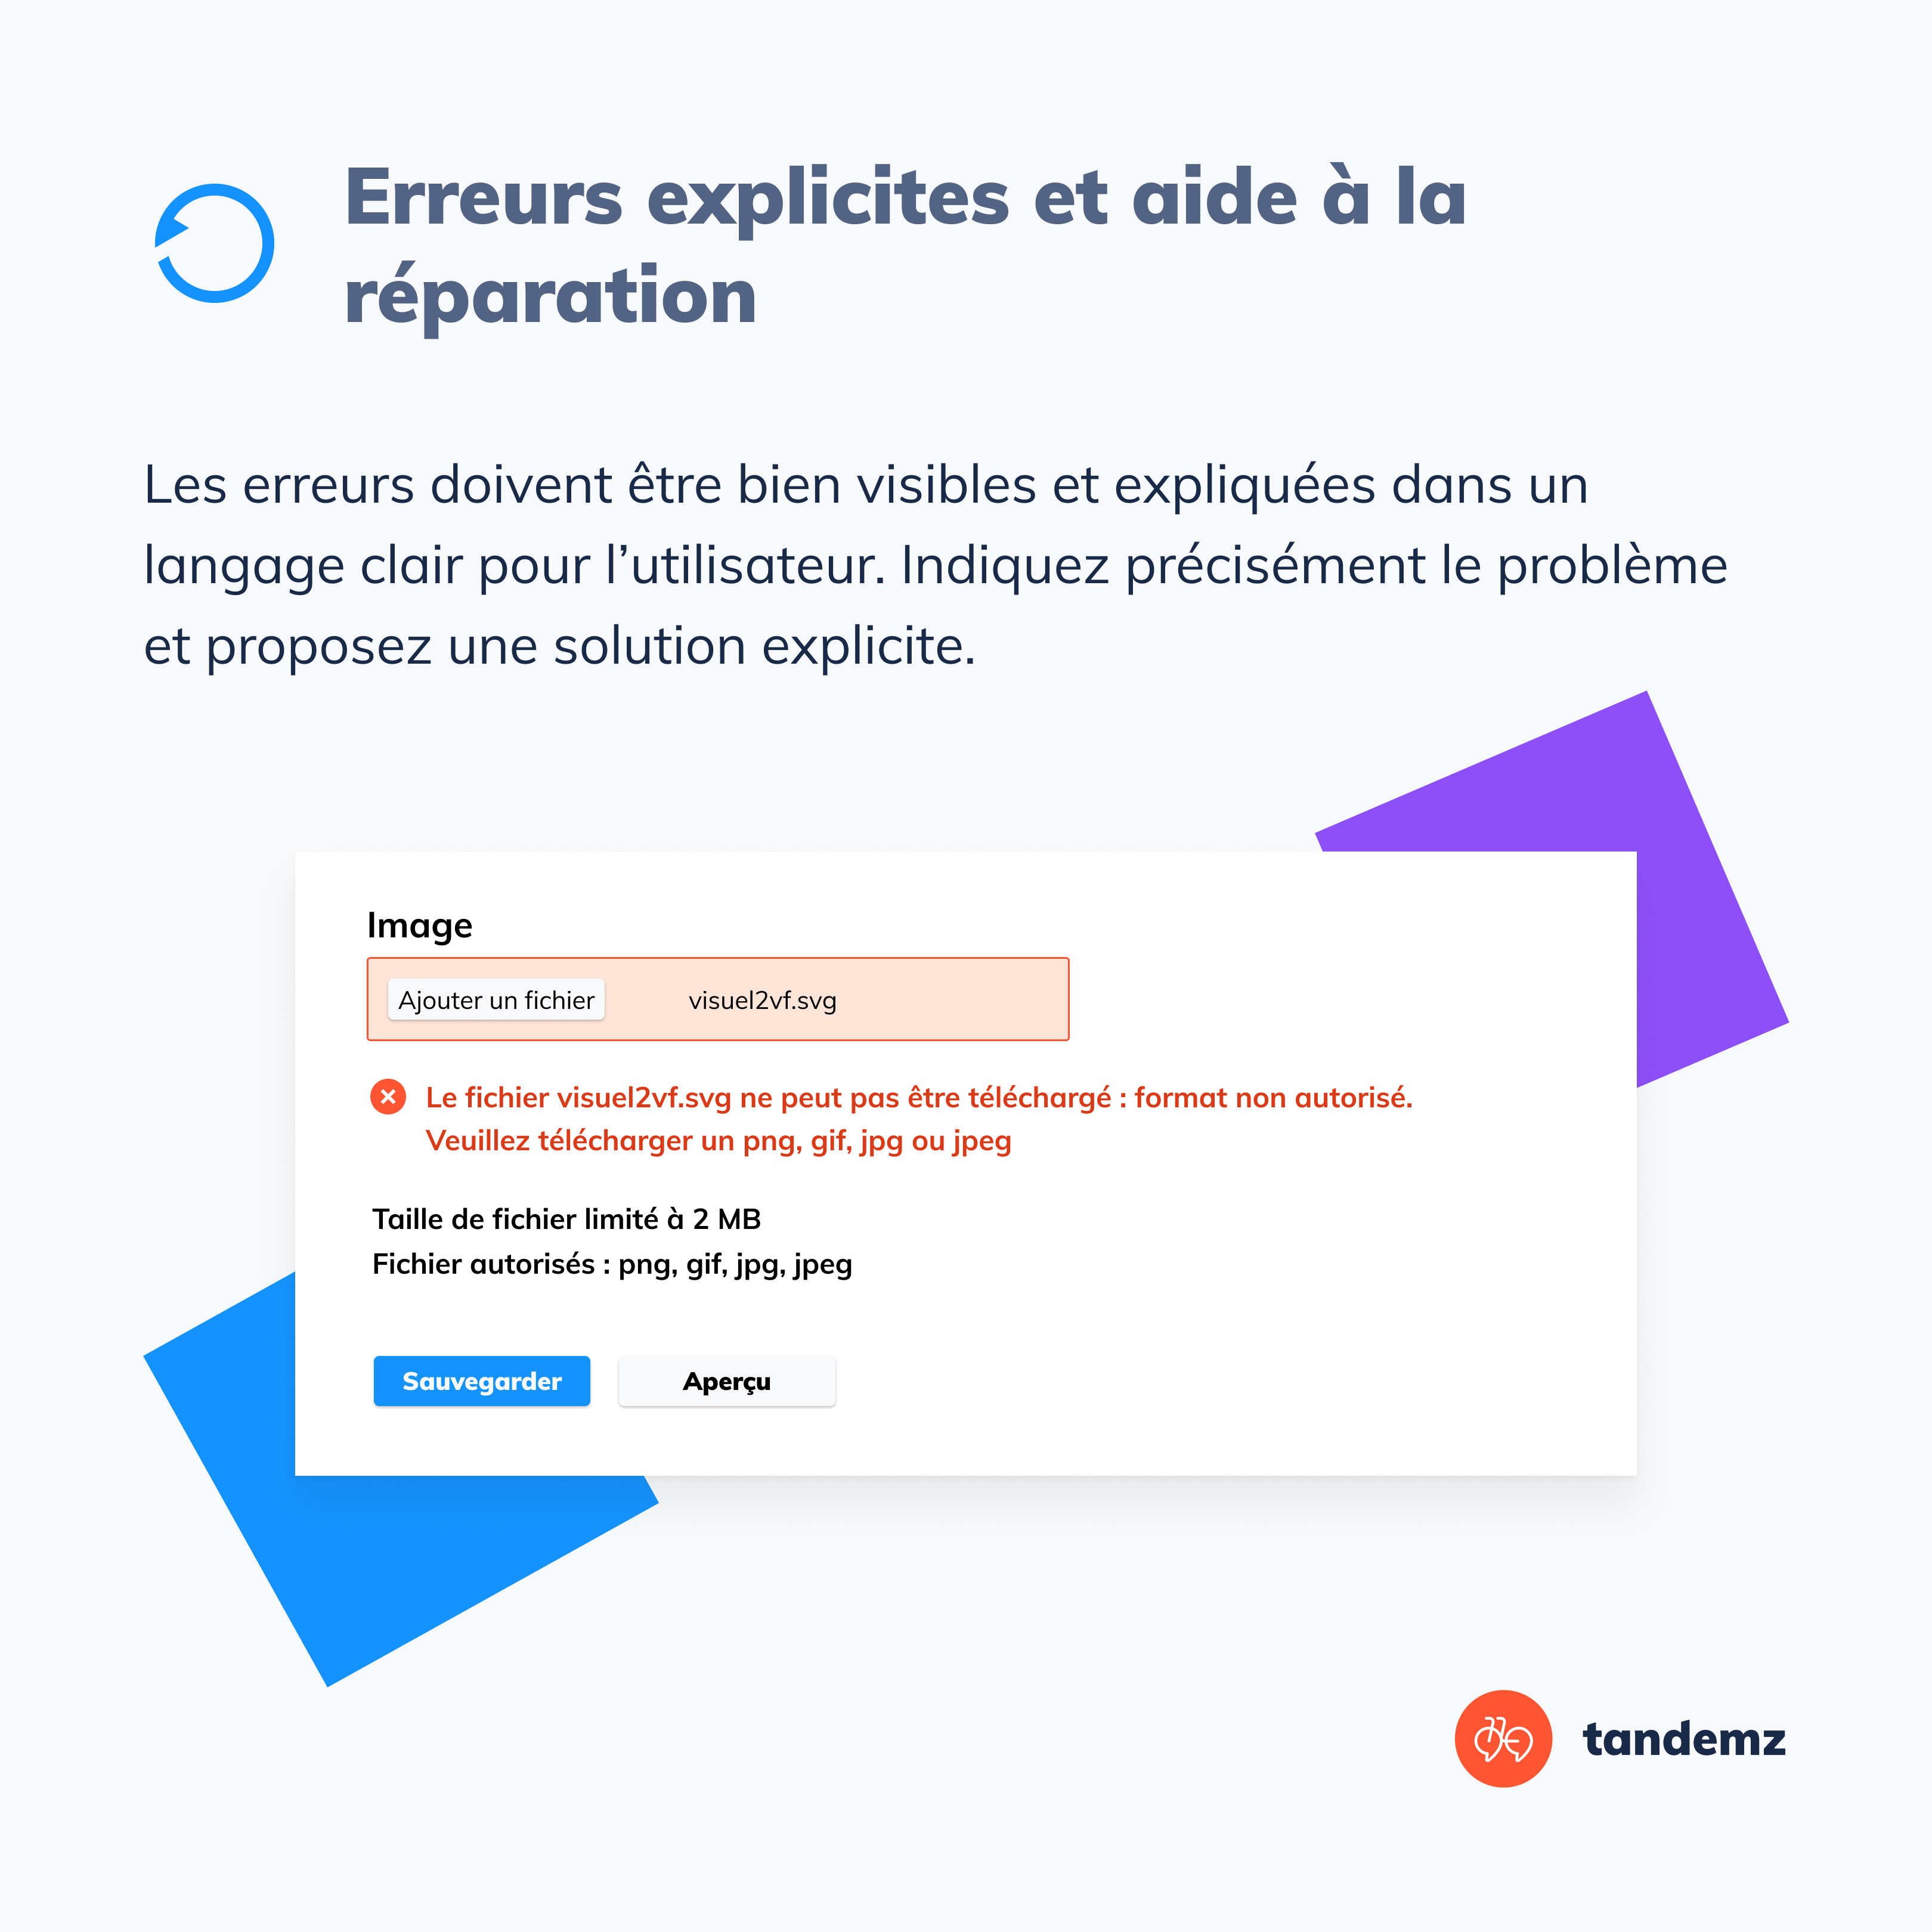 Erreurs explicites et aide à la
réparation
Les erreurs doivent être bien visibles et expliquées dans un
langage clair pour l’utilisateur. Indiquez précisément le problème
et proposez une solution explicite.
Image
Ajouter un fichier visuel2vf.svg
Le fichier visuel2vf.svg ne peut pas être téléchargé : format non autorisé.
Veuillez télécharger un png, gif, jpg ou jpeg
Taille de fichier limité à 2 MB
Fichier autorisés : png, gif, jpg, jpeg
Sauvegarder Aperçu
tandemz